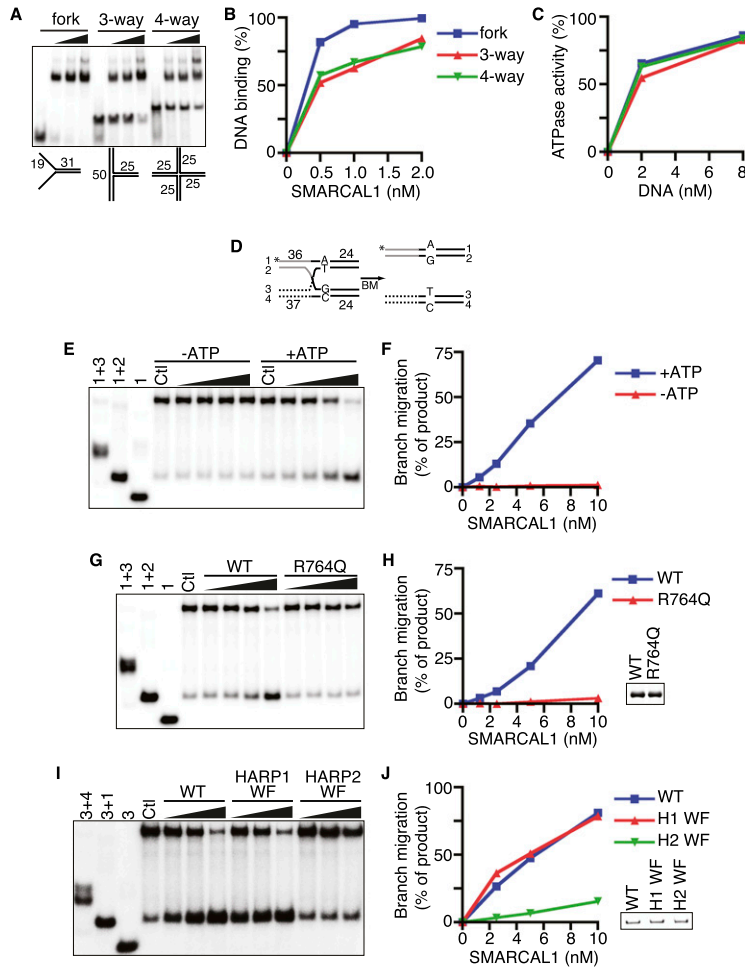 A
fork 3-way 4-way
19 31
50 25
25 25
25 25
B
DNA binding (%)
100
50
0
0 0.5 1.0 1.5 2.0
SMARCAL1 (nM)
fork
3-way
4-way
C
ATPase activity (%)
100
50
0
0 2 4 6 8
DNA (nM)
D
36 24
1 * A
2 T
3 G
4 C
37 24
BM
* A 1
G 2
T 3
C 4
E
1+3
1+2
1
Ctl
-ATP
Ctl
+ATP
F
Branch migration
(% of product)
75
50
25
0
0 2 4 6 8 10
SMARCAL1 (nM)
+ATP
-ATP
G
1+3
1+2
1
Ctl
WT
R764Q
H
Branch migration
(% of product)
75
50
25
0
0 2 4 6 8 10
SMARCAL1 (nM)
WT
R764Q
WT
R764Q
I
3+4
3+1
3
Ctl
WT
HARP1
WF
HARP2
WF
J
Branch migration
(% of product)
100
50
0
0 2 4 6 8 10
SMARCAL1 (nM)
WT
H1 WF
H2 WF
WT
H1 WF
H2 WF